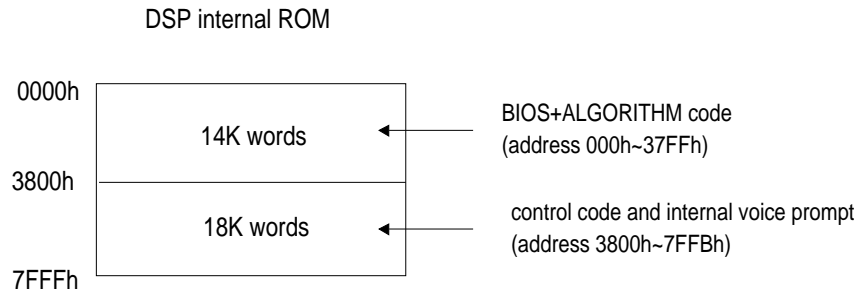 DSP internal ROM
0000h
14K words
BIOS+ALGORITHM code
(address 000h~37FFh)
3800h
18K words
control code and internal voice prompt
(address 3800h~7FFBh)
7FFFh